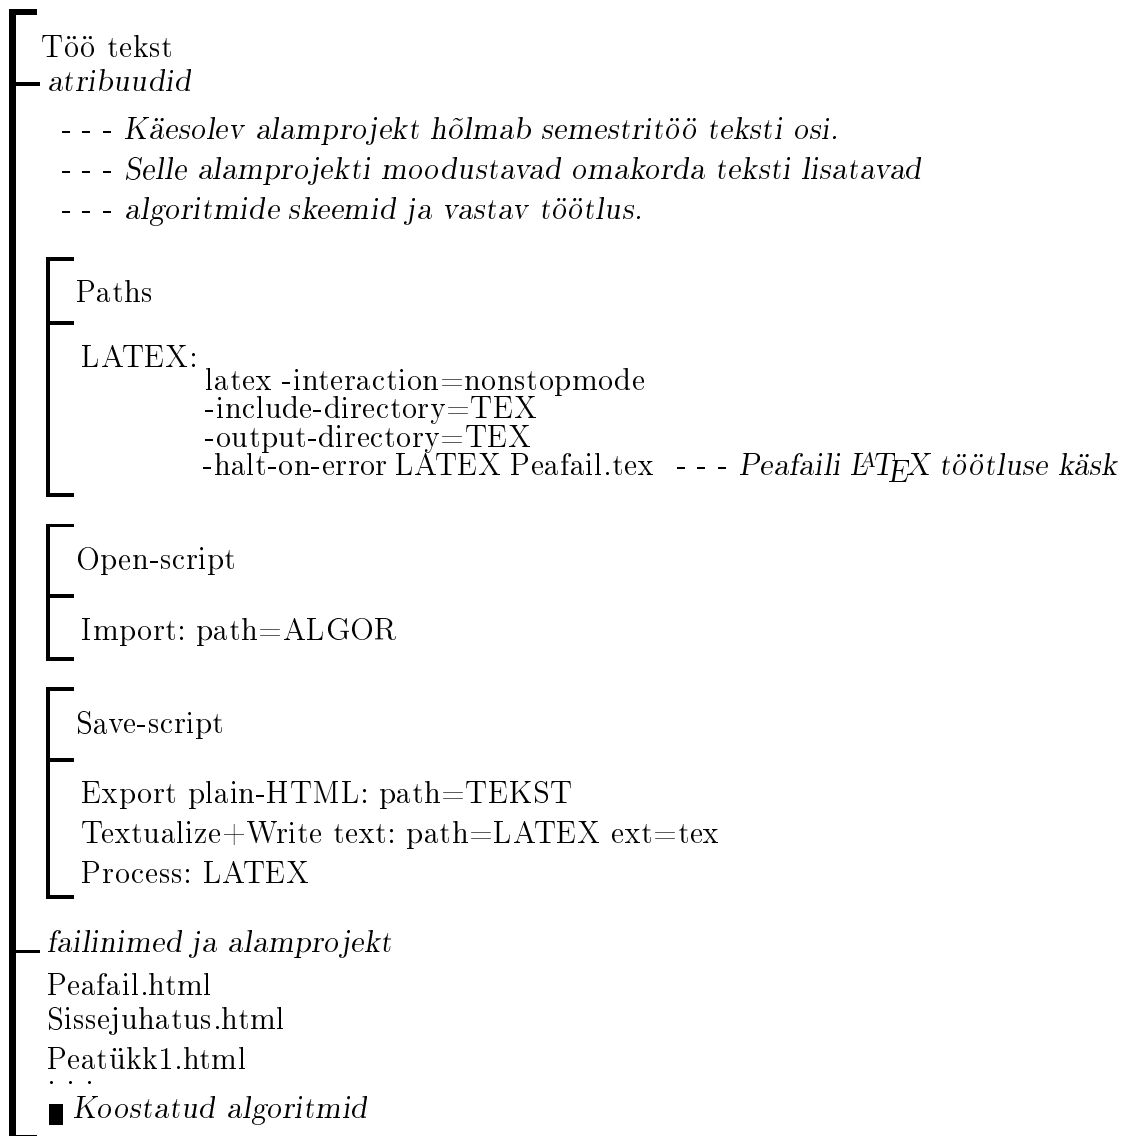 Töö tekst
atribuudid
- - - Käesolev alamprojekt hõlmab semestritöö teksti osi.
- - - Selle alamprojekti moodustavad omakorda teksti lisatavad
- - - algoritmide skeemid ja vastav töötlus.
Paths
LATEX:
latex -interaction=nonstopmode
-include-directory=TEX
-output-directory=TEX
-halt-on-error LATEX Peafail.tex - - - Peafaili LATEX töötluse käsk
Open-script
Import: path=ALGOR
Save-script
Export plain-HTML: path=TEKST
Textualize+Write text: path=LATEX ext=tex
Process: LATEX
failinimed ja alamprojekt
Peafail.html
Sissejuhatus.html
Peatükk1.html
. . .
Koostatud algoritmid